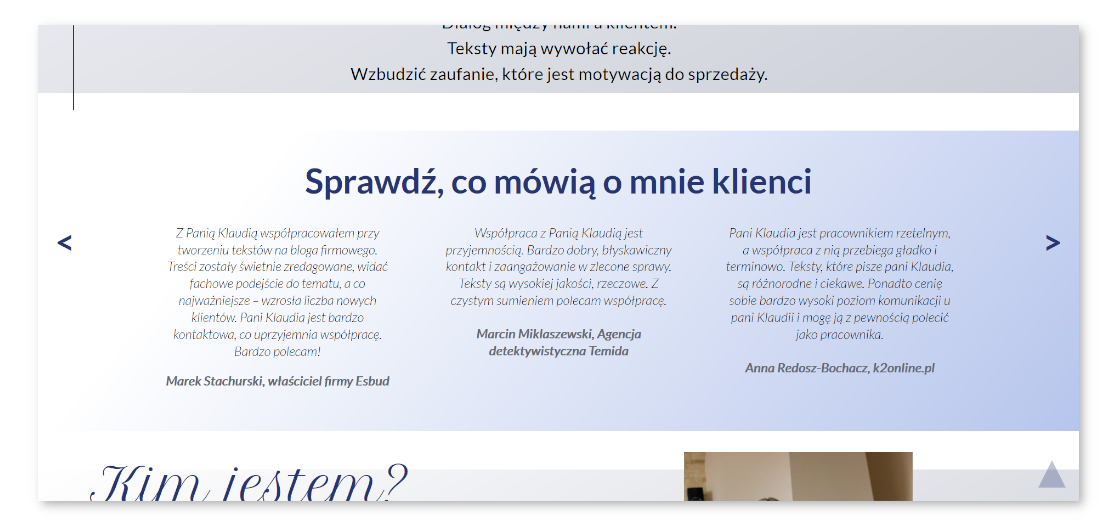 Dialog między nami a klientem.
Teksty mają wywołać reakcję.
Wzbudzić zaufanie, które jest motywacją do sprzedaży.
Sprawdź, co mówią o mnie klienci
<
Z Panią Klaudią współpracowałem przy
tworzeniu tekstów na bloga firmowego.
Treści zostały świetnie zredagowane, widać
fachowe podejście do tematu, a co
najważniejsze – wzrosła liczba nowych
klientów. Pani Klaudia jest bardzo
kontaktowa, co uprzyjemnia współpracę.
Bardzo polecam!
Marek Stachurski, właściciel firmy Esbud
Współpraca z Panią Klaudią jest
przyjemnością. Bardzo dobry, błyskawiczny
kontakt i zaangażowanie w zlecone sprawy.
Teksty są wysokiej jakości, rzeczowe. Z
czystym sumieniem polecam współpracę.
Marcin Miklaszewski, Agencja
detektywistyczna Temida
Pani Klaudia jest pracownikiem rzetelnym,
a współpraca z nią przebiega gładko i
terminowo. Teksty, które pisze pani Klaudia,
są różnorodne i ciekawe. Ponadto cenię
sobie bardzo wysoki poziom komunikacji u
pani Klaudii i mogę ją z pewnością polecić
jako pracownika.
Anna Redosz-Bochacz, k2online.pl
>
Kim jestem?